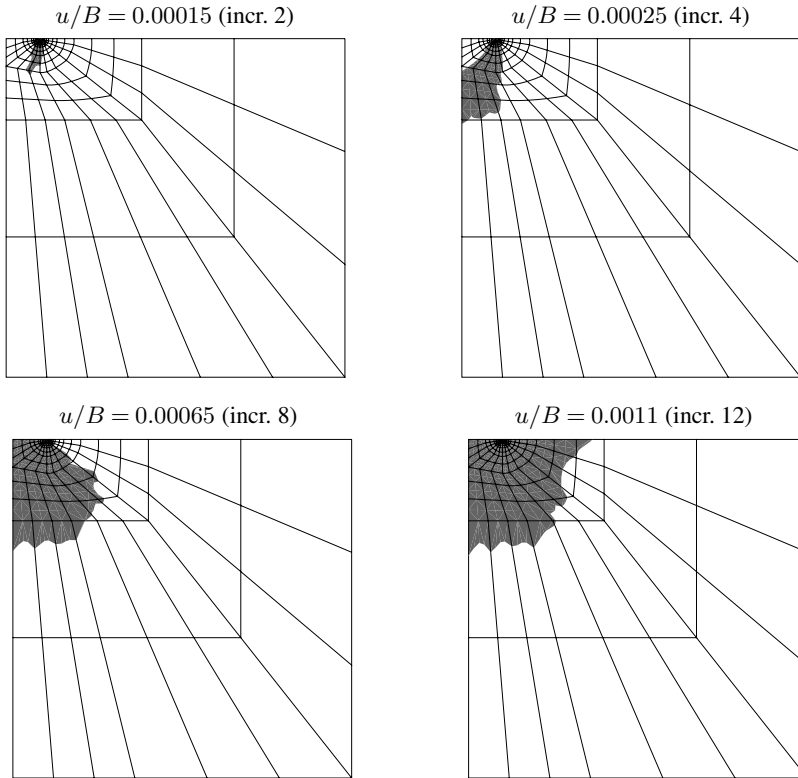 u/B = 0.00015 (incr. 2)
u/B = 0.00025 (incr. 4)
u/B = 0.00065 (incr. 8)
u/B = 0.0011 (incr. 12)